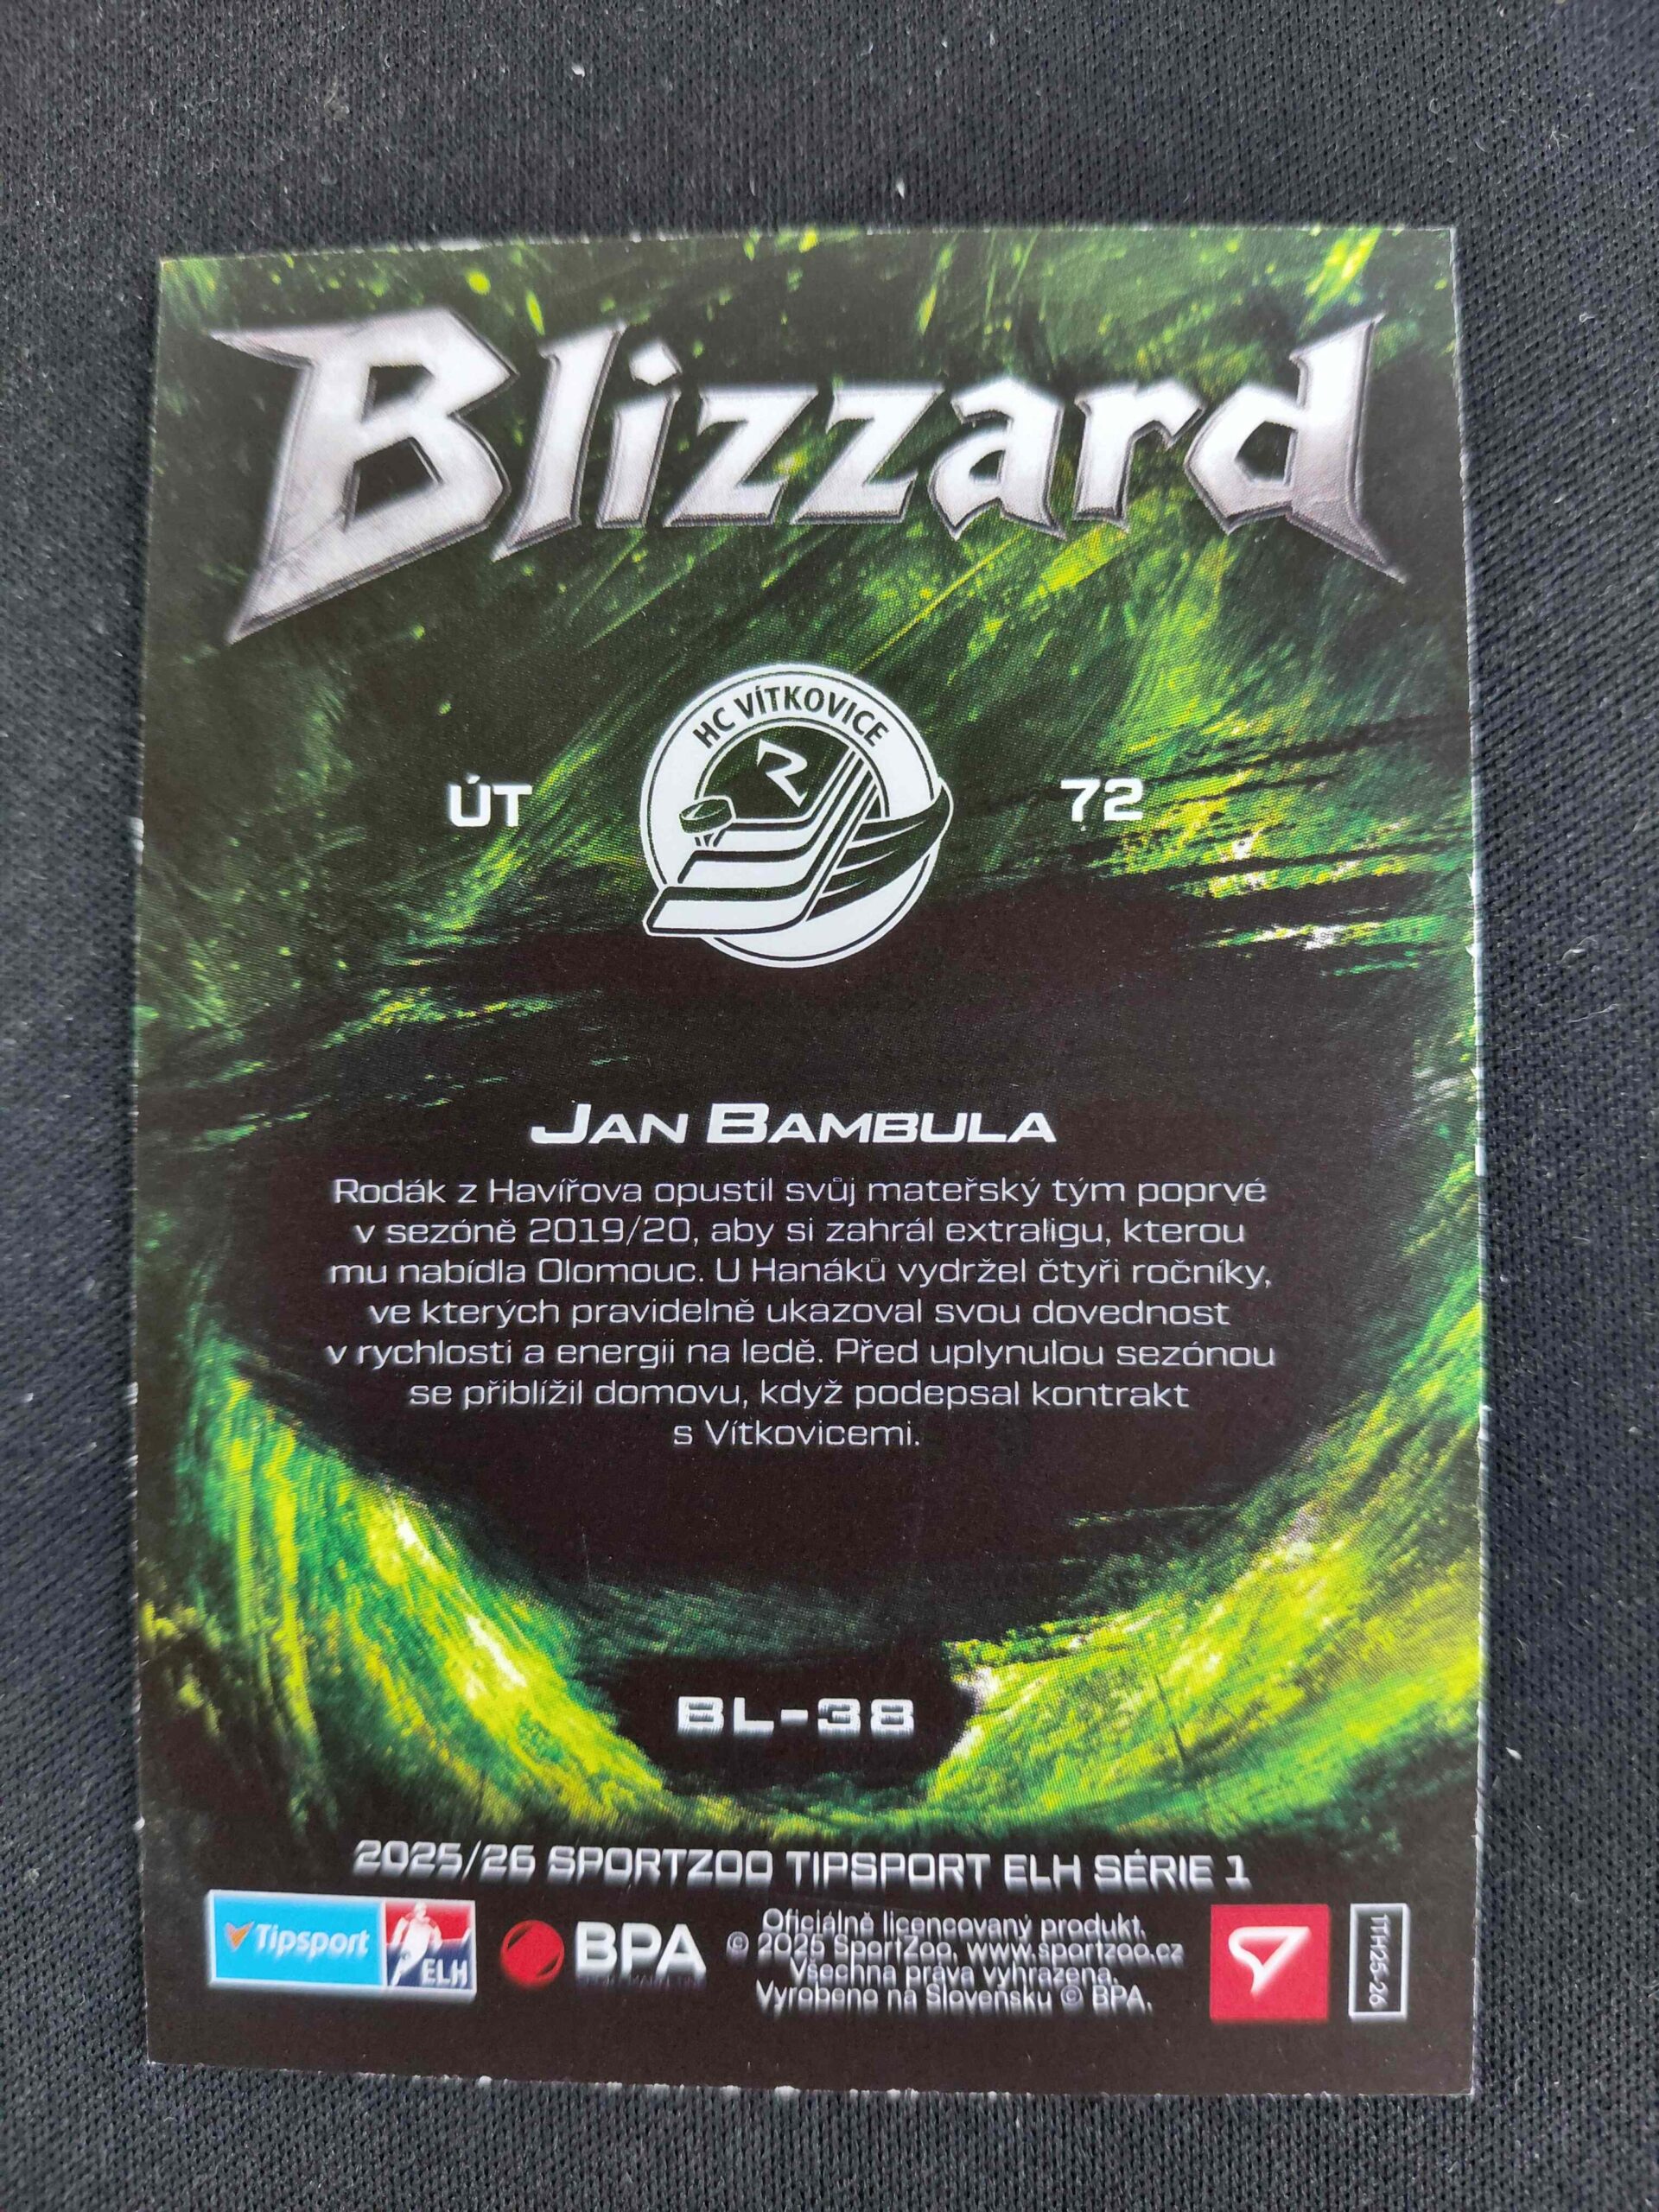 Blizzard
HC VÍTKOVICE
ÚT
72
JAN BAMBULA
Rodák z Havířova opustil svůj mateřský tým poprvé
v sezóně 2019/20, aby si zahrál extraligu, kterou
mu nabídla Olomouc. U Hanáků vydržel čtyři ročníky,
ve kterých pravidelně ukazoval svou dovednost
v rychlosti a energii na ledě. Před uplynulou sezónou
se přiblížil domovu, když podepsal kontrakt
s Vítkovicemi.
BL-38
2025/26 SPORTZOO TIPSPORT ELH SÉRIE 1
Tipsport
ELH
BPA
Oficiálně licencovaný produkt.
© 2025 SportZoo, www.sportzoo.cz
Všechna práva vyhrazena.
Vyrobeno na Slovensku © BPA.
TTH25-26